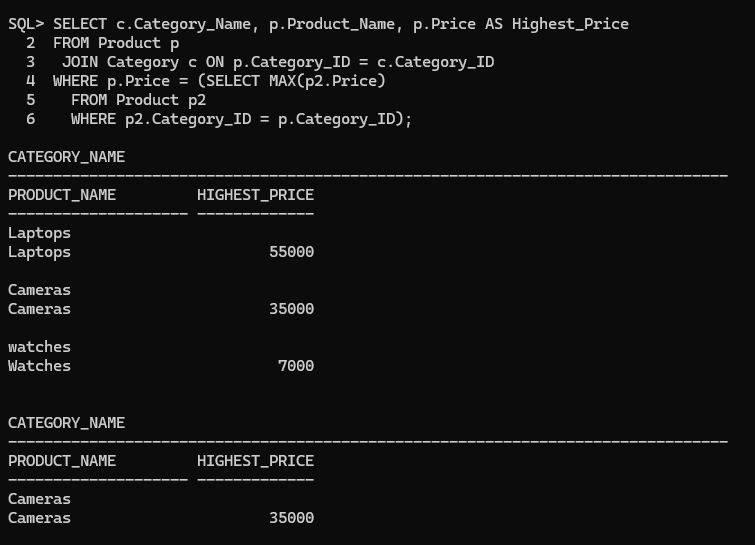 SQL> SELECT c.Category_Name, p.Product_Name, p.Price AS Highest_Price
  2  FROM Product p
  3   JOIN Category c ON p.Category_ID = c.Category_ID
  4  WHERE p.Price = (SELECT MAX(p2.Price)
  5    FROM Product p2
  6    WHERE p2.Category_ID = p.Category_ID);

CATEGORY_NAME
--------------------------------------------------------------------------------
PRODUCT_NAME         HIGHEST_PRICE
-------------------- -------------
Laptops
Laptops                      55000

Cameras
Cameras                      35000

watches
Watches                       7000


CATEGORY_NAME
--------------------------------------------------------------------------------
PRODUCT_NAME         HIGHEST_PRICE
-------------------- -------------
Cameras
Cameras                      35000